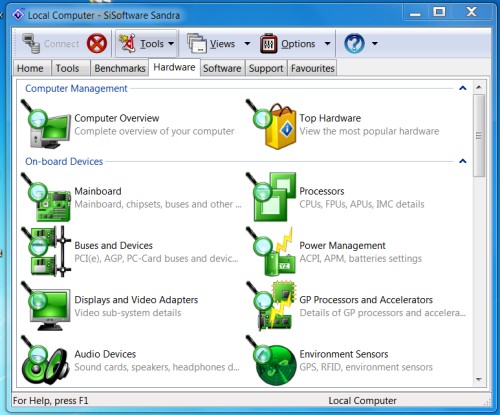 Local Computer - SiSoftware Sandra
Connect Tools Views Options
Home Tools Benchmarks Hardware Software Support Favourites
Computer Management
Computer Overview
Complete overview of your computer
Top Hardware
View the most popular hardware
On-board Devices
Mainboard
Mainboard, chipsets, buses and other ...
Processors
CPUs, FPUs, APUs, IMC details
Buses and Devices
PCI(e), AGP, PC-Card buses and devic...
Power Management
ACPI, APM, batteries settings
Displays and Video Adapters
Video sub-system details
GP Processors and Accelerators
Details of GP processors and accelera...
Audio Devices
Sound cards, speakers, headphones d...
Environment Sensors
GPS, RFID, environment sensors
For Help, press F1
Local Computer